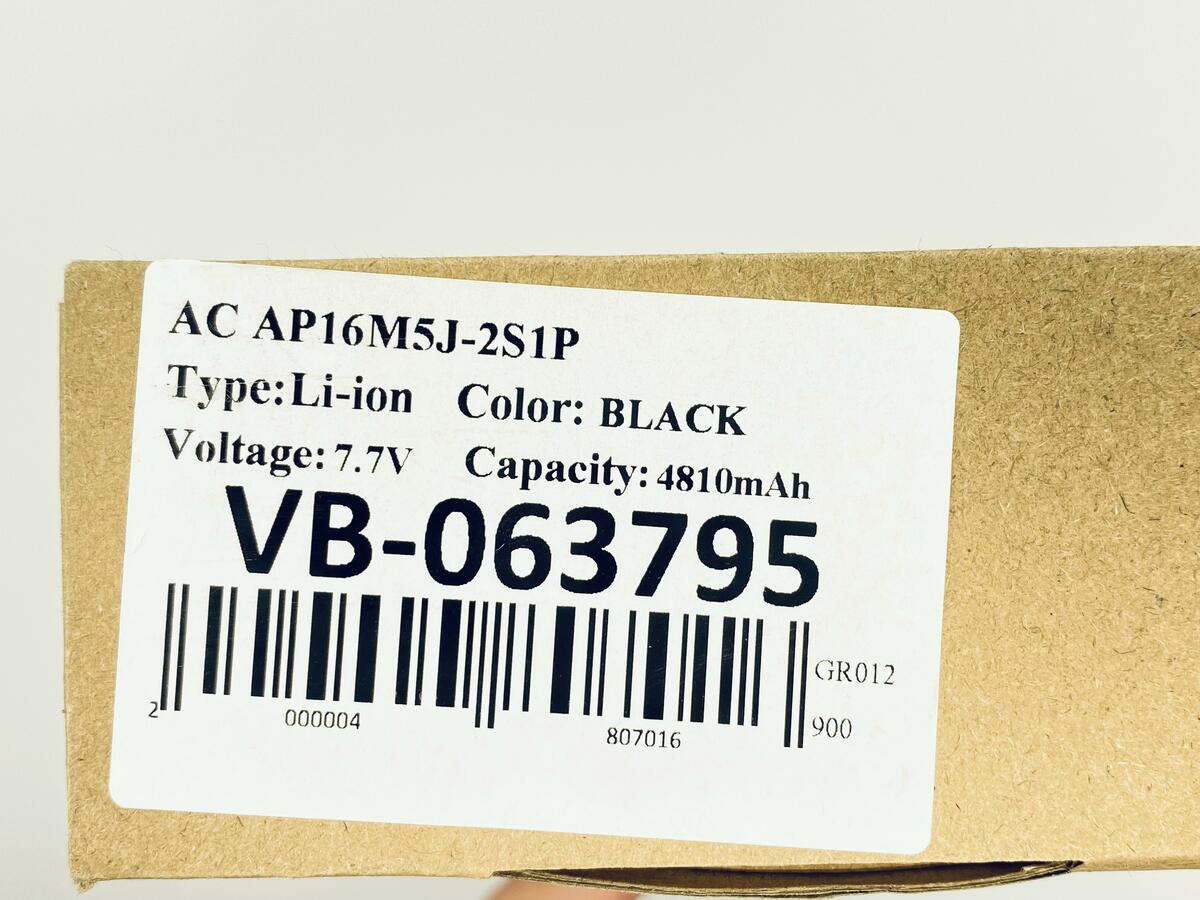 AC AP16M5J-2S1P
Type:Li-ion Color: BLACK
Voltage: 7.7V Capacity: 4810mAh
VB-063795
GR012
2 000004 807016 900